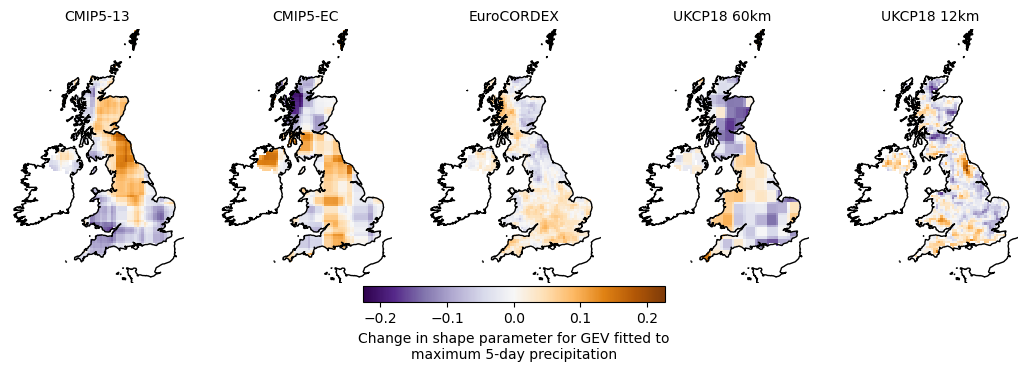 CMIP5-13 CMIP5-EC EuroCORDEX UKCP18 60km UKCP18 12km
−0.2 −0.1 0.0 0.1 0.2
Change in shape parameter for GEV fitted to
maximum 5-day precipitation